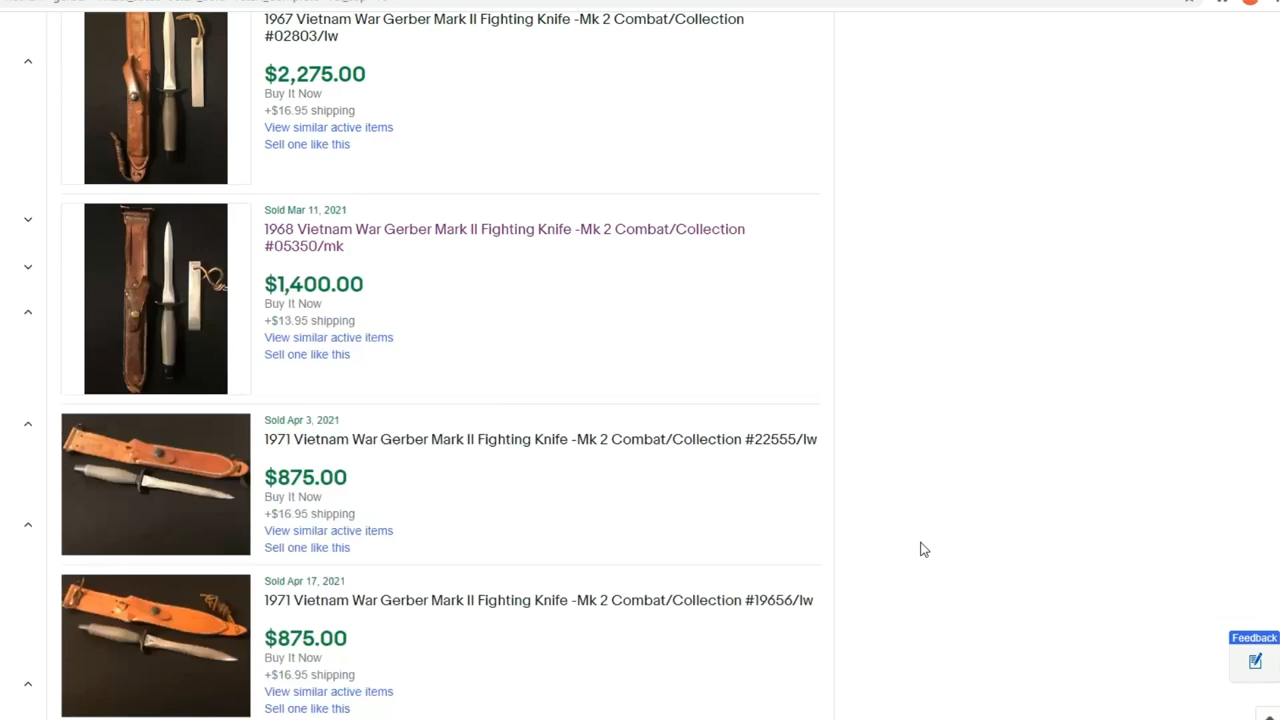 1967 Vietnam War Gerber Mark II Fighting Knife -Mk 2 Combat/Collection
#02803/lw
$2,275.00
Buy It Now
+$16.95 shipping
View similar active items
Sell one like this
Sold Mar 11, 2021
1968 Vietnam War Gerber Mark II Fighting Knife -Mk 2 Combat/Collection
#05350/mk
$1,400.00
Buy It Now
+$13.95 shipping
View similar active items
Sell one like this
Sold Apr 3, 2021
1971 Vietnam War Gerber Mark II Fighting Knife -Mk 2 Combat/Collection #22555/lw
$875.00
Buy It Now
+$16.95 shipping
View similar active items
Sell one like this
Sold Apr 17, 2021
1971 Vietnam War Gerber Mark II Fighting Knife -Mk 2 Combat/Collection #19656/lw
$875.00
Buy It Now
+$16.95 shipping
View similar active items
Sell one like this
Feedback